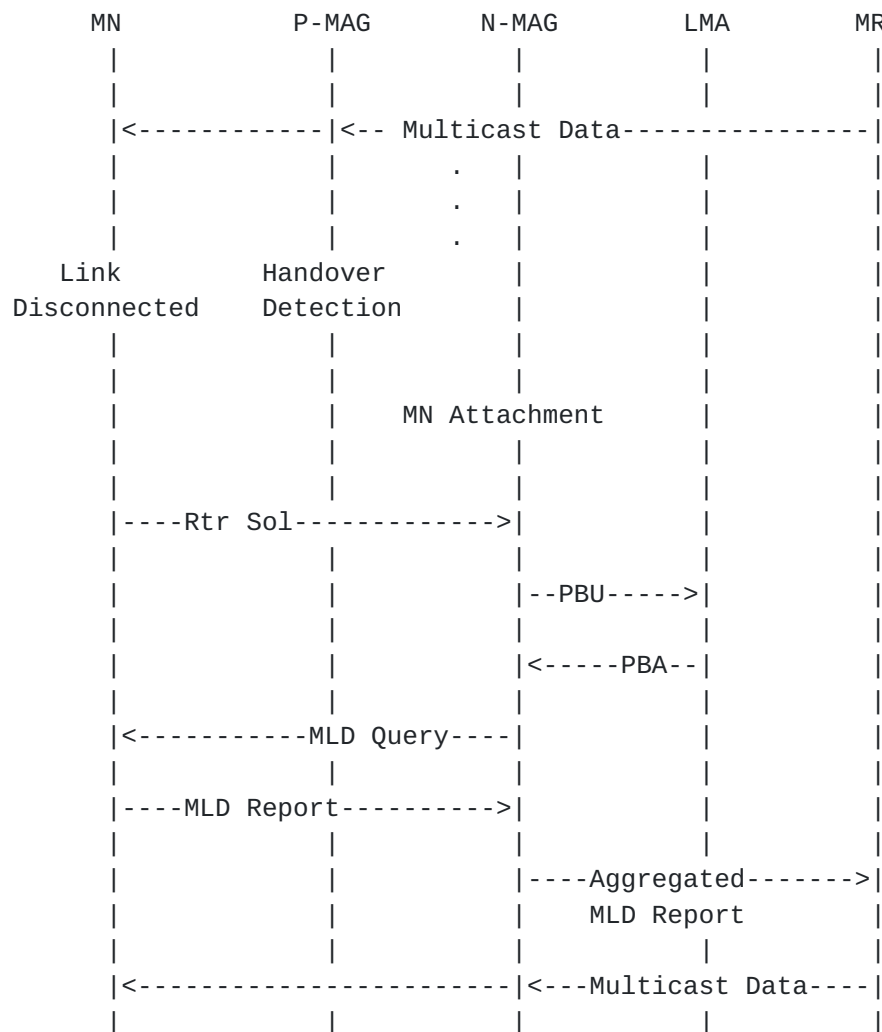 MN P-MAG N-MAG LMA MR
| | | | |
| | | | |
|<------------|<-- Multicast Data----------------|
| | . | | |
| | . | | |
| | . | | |
Link Handover | | |
Disconnected Detection | | |
| | | | |
| | | | |
| | MN Attachment | |
| | | | |
| | | | |
|----Rtr Sol------------->| | |
| | | | |
| | |--PBU----->| |
| | | | |
| | |<-----PBA--| |
| | | | |
|<-----------MLD Query----| | |
| | | | |
|----MLD Report---------->| | |
| | | | |
| | |----Aggregated------->|
| | | MLD Report |
| | | | |
|<------------------------|<---Multicast Data----|
| | | | |